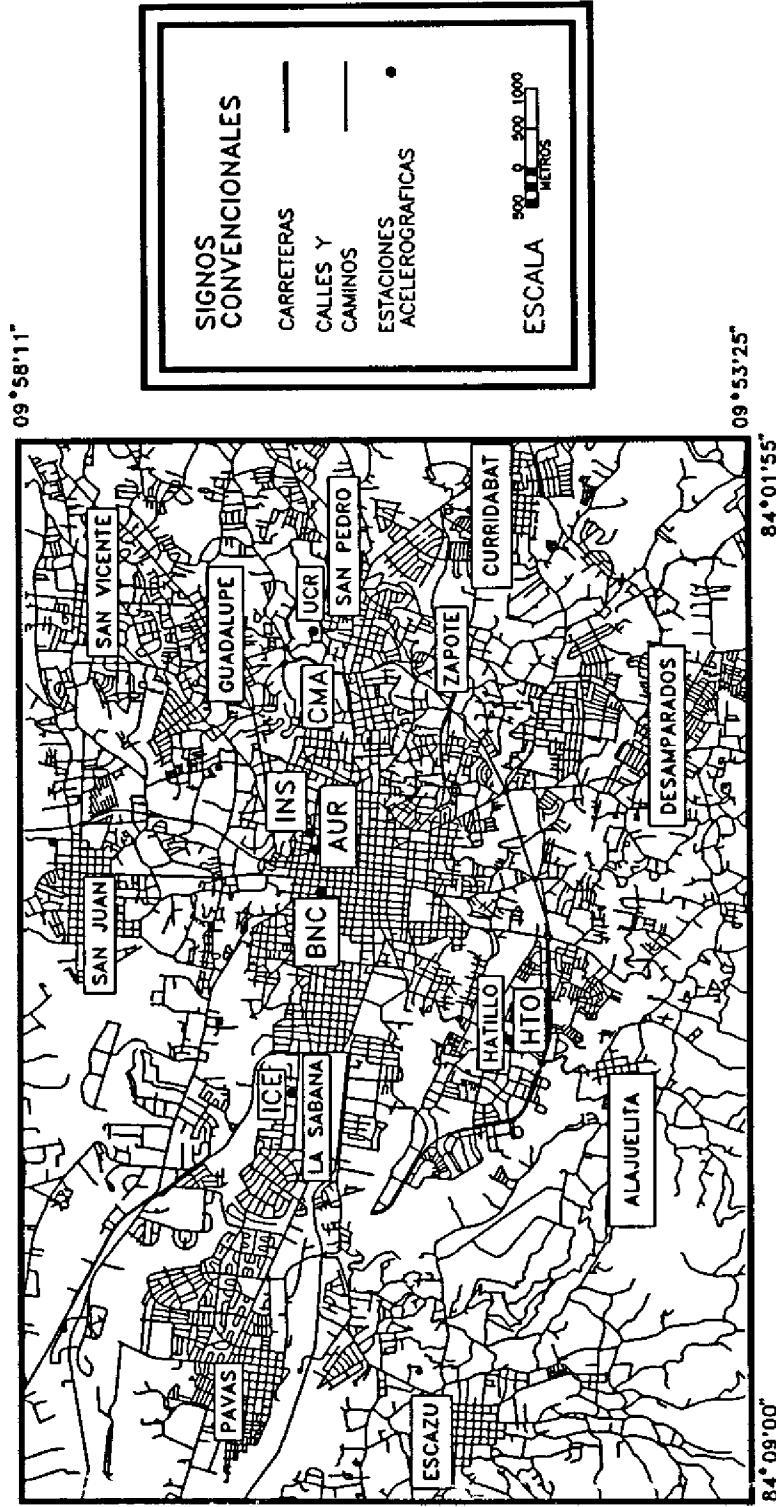 SIGNOS
CONVENCIONALES
CARRETERAS
CALLES Y
CAMINOS
ESTACIONES
ACELEROGRAFICAS
ESCALA
500 0 500 1000
METROS
09°58'11"
09°53'25"
84°01'55"
84°09'00"
SAN VICENTE
GUADALUPE
UCR
SAN PEDRO
CURRIDABAT
CMA
ZAPOTE
INS
AUR
DESAMPARADOS
SAN JUAN
BNC
HATILLO
HTO
ICE
LA SABANA
ALAJUELITA
PAVAS
ESCAZU